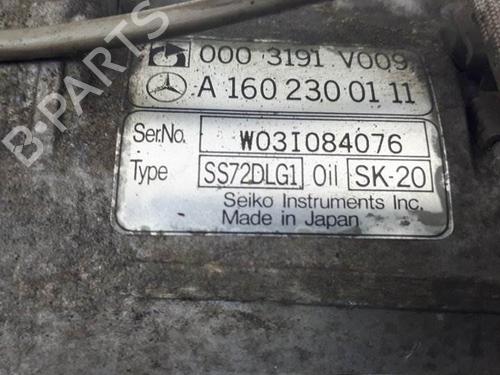 000 3191 V009
A 160 230 01 11
Ser.No. W03I084076
Type SS72DLG1 Oil SK-20
Seiko Instruments Inc.
Made in Japan
B-PARTS